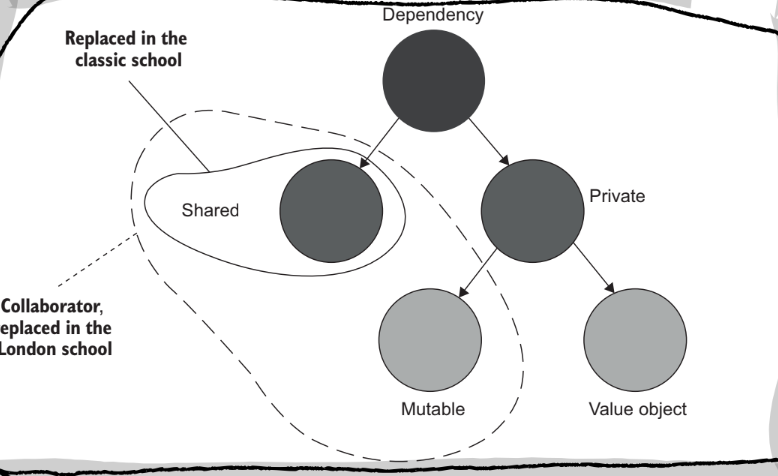 Dependency
Replaced in the
classic school
Private
Shared
Collaborator,
eplaced in the
London school
Mutable
Value object